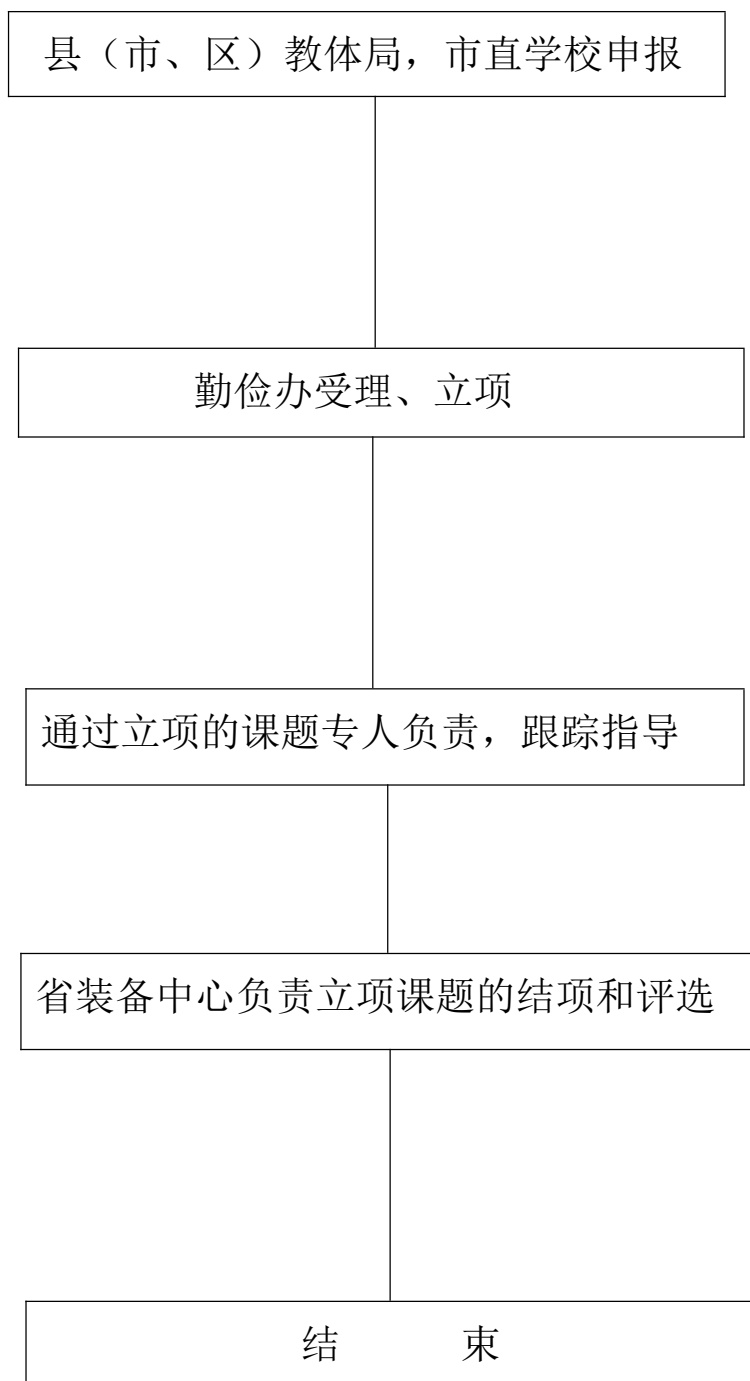 县（市、区）教体局，市直学校申报
勤俭办受理、立项
通过立项的课题专人负责，跟踪指导
省装备中心负责立项课题的结项和评选
结 束